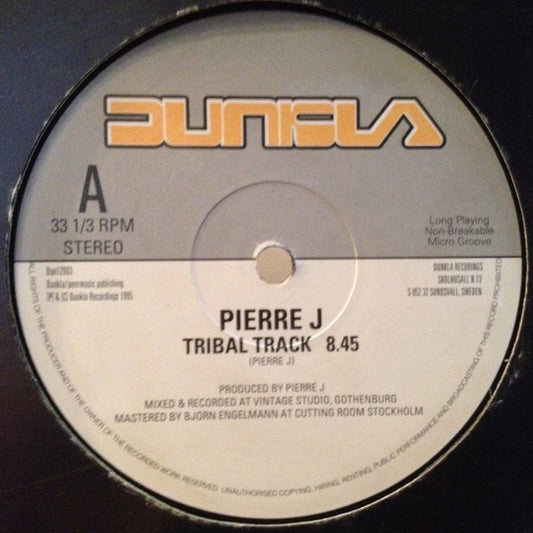 DUNKLA
A
33 1/3 RPM
STEREO
Long Playing
Non-Breakable
Micro Groove
Dun12003
Dunkla/peermusic publishing
(P) & (C) Dunkla Recordings 1995
DUNKLA RECORINGS
SKOLHUSALL N 13
S-852 32 SUNDSVALL, SWEDEN
PIERRE J
TRIBAL TRACK 8.45
(PIERRE J)
PRODUCED BY PIERRE J
MIXED & RECORDED AT VINTAGE STUDIO, GOTHENBURG
MASTERED BY BJORN ENGELMANN AT CUTTING ROOM STOCKHOLM
ALL RIGHTS OF THE PRODUCER AND OF THE OWNER OF THE RECORDED WORK RESERVED. UNAUTHORISED COPYING, HIRING, RENTING, PUBLIC PERFORMANCE AND BROADCASTING OF THIS RECORD PROHIBITED